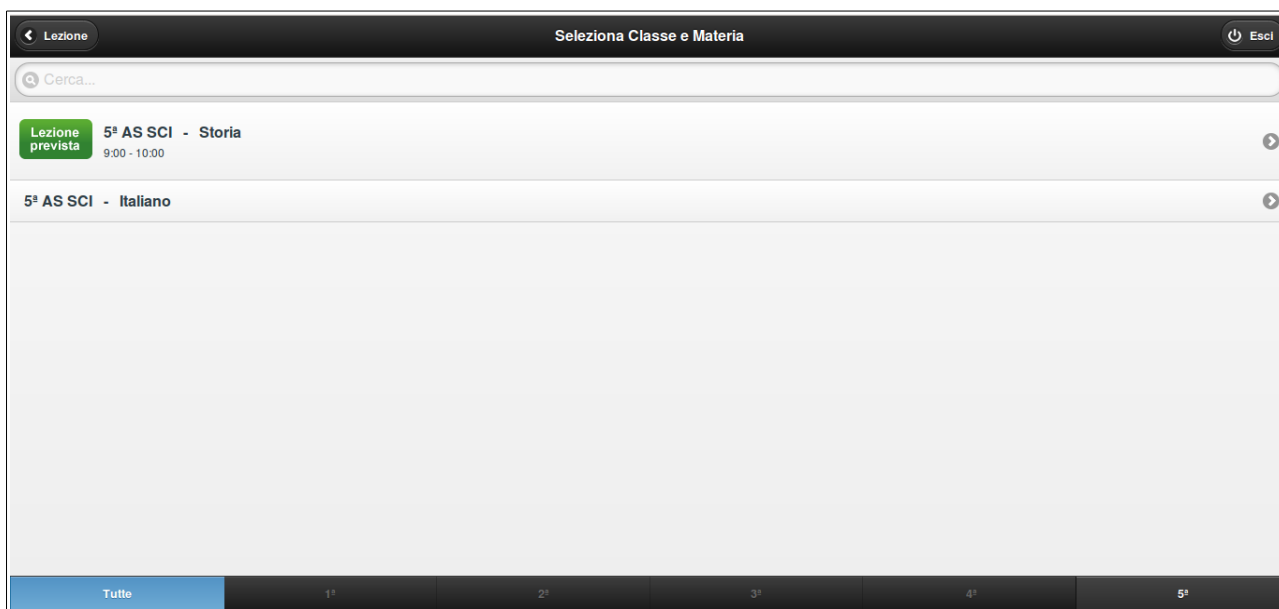 Lezione
Seleziona Classe e Materia
Esci
Cerca...
Lezione prevista
5ª AS SCI - Storia
9:00 - 10:00
5ª AS SCI - Italiano
Tutte 1ª 2ª 3ª 4ª 5ª